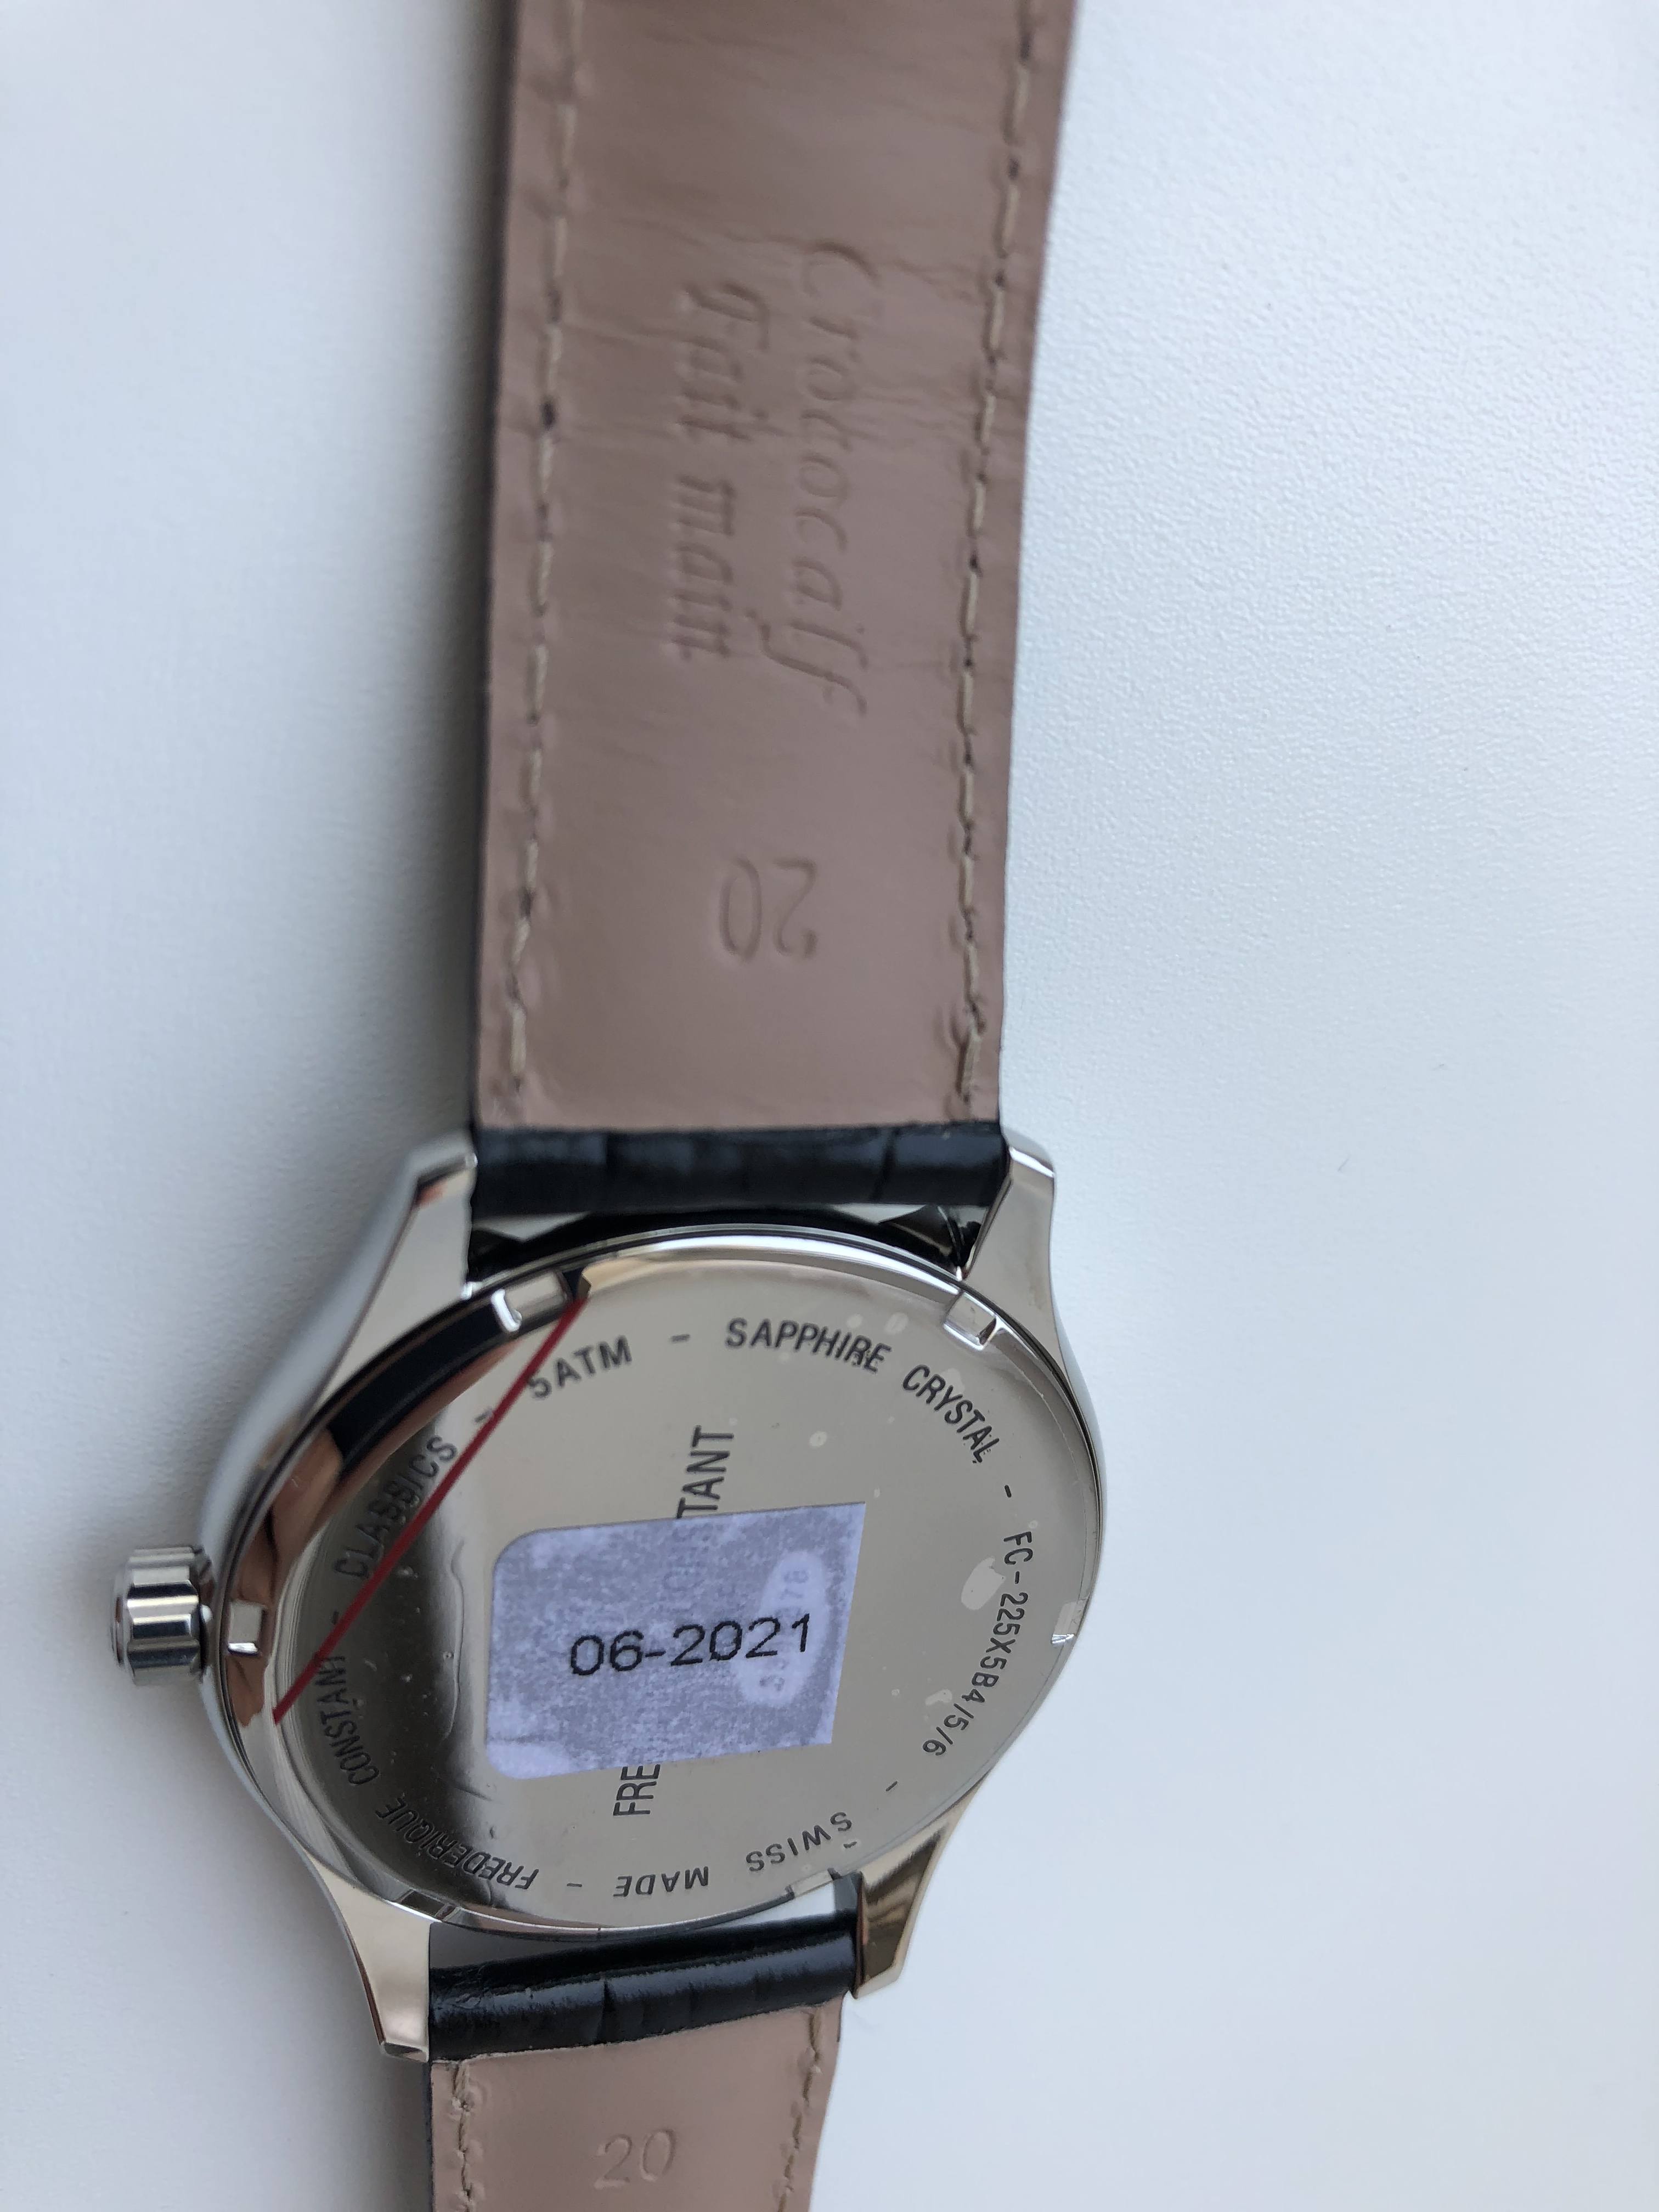 Crococalf
fait main
20
5ATM - SAPPHIRE CRYSTAL - FC-225X5B4/5/6 - SWISS MADE - FREDERIQUE CONSTANT - CLASSICS -
FRE
TANT
06-2021
20